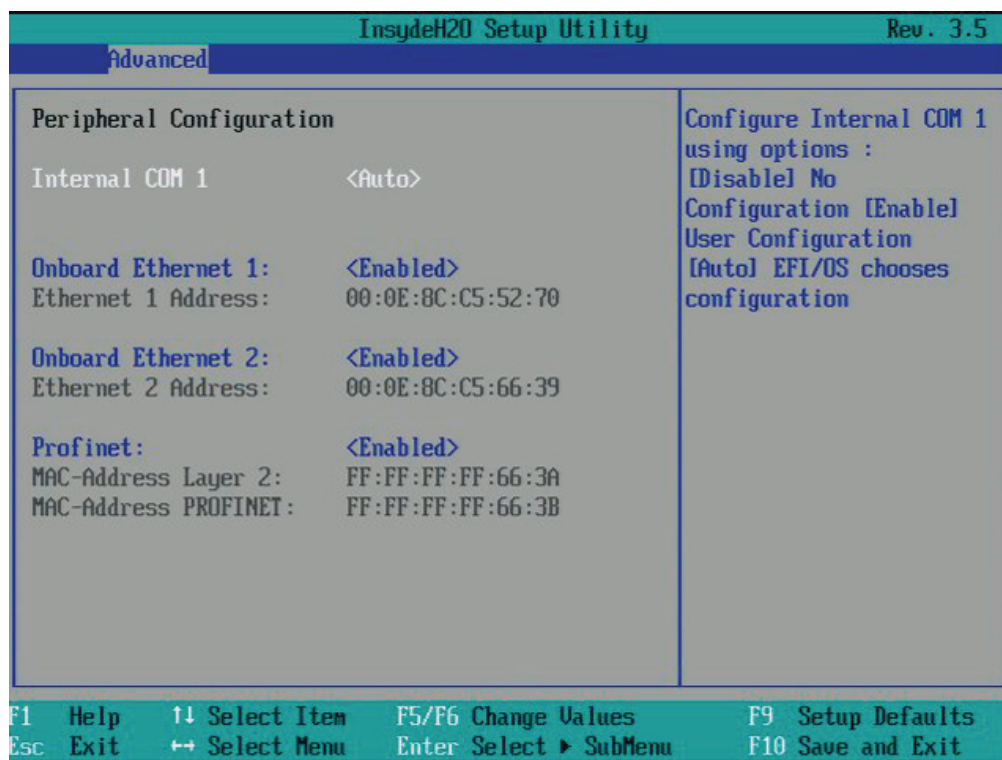 InsydeH20 Setup Utility Rev. 3.5
Advanced
Peripheral Configuration
Internal COM 1 <Auto>
Onboard Ethernet 1: <Enabled>
Ethernet 1 Address: 00:0E:8C:C5:52:70
Onboard Ethernet 2: <Enabled>
Ethernet 2 Address: 00:0E:8C:C5:66:39
Profinet: <Enabled>
MAC-Address Layer 2: FF:FF:FF:FF:66:3A
MAC-Address PROFINET: FF:FF:FF:FF:66:3B
Configure Internal COM 1
using options :
[Disable] No
Configuration [Enable]
User Configuration
[Auto] EFI/OS chooses
configuration
F1 Help ↑↓ Select Item F5/F6 Change Values F9 Setup Defaults
Esc Exit ↔ Select Menu Enter Select ▶ SubMenu F10 Save and Exit